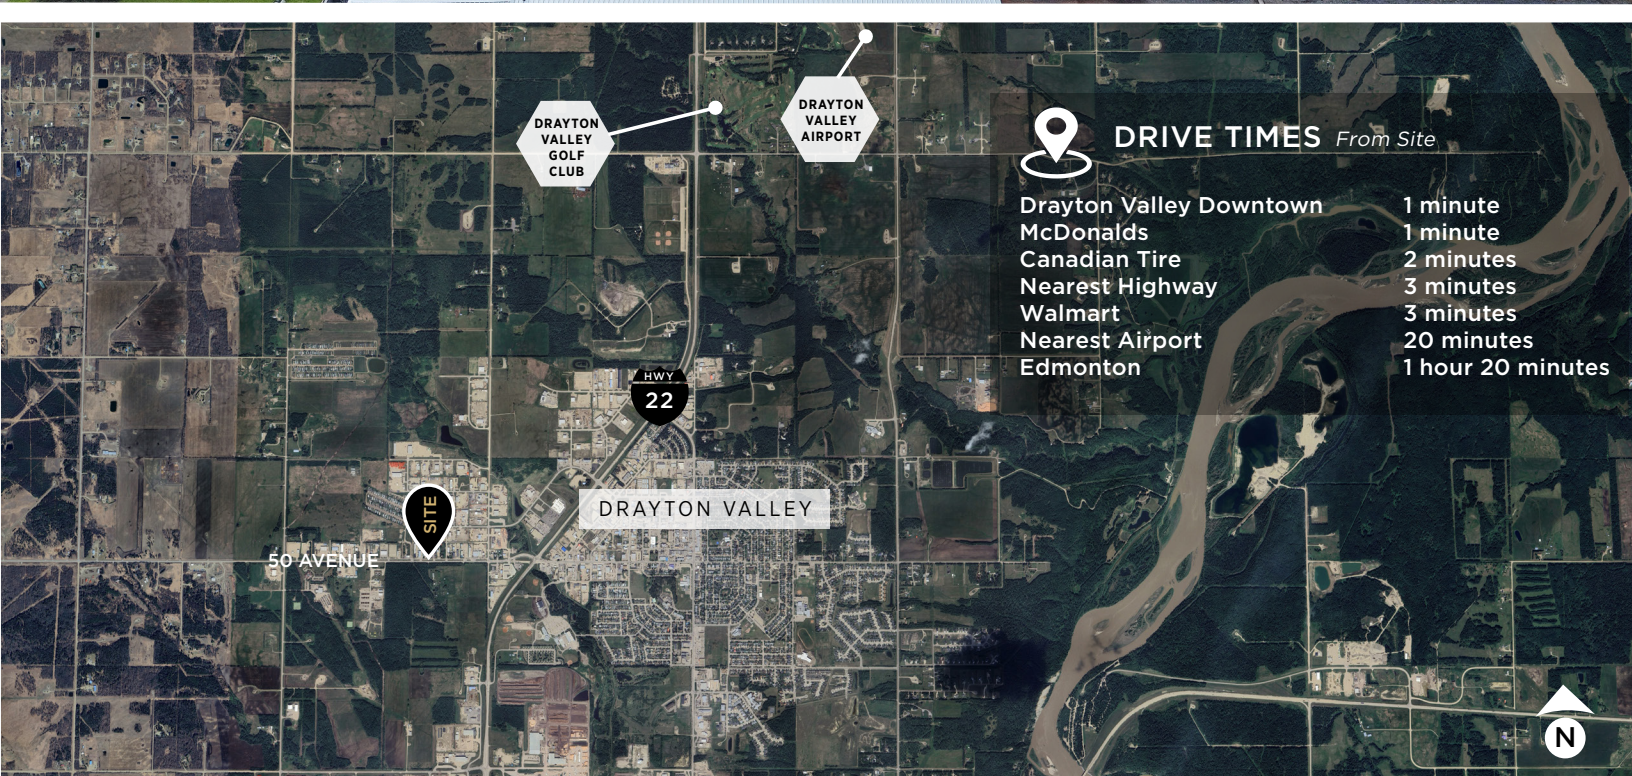 DRAYTON
VALLEY
GOLF
CLUB
DRAYTON
VALLEY
AIRPORT
DRIVE TIMES From Site
Drayton Valley Downtown 1 minute
McDonalds 1 minute
Canadian Tire 2 minutes
Nearest Highway 3 minutes
Walmart 3 minutes
Nearest Airport 20 minutes
Edmonton 1 hour 20 minutes
HWY
22
SITE
DRAYTON VALLEY
50 AVENUE
N